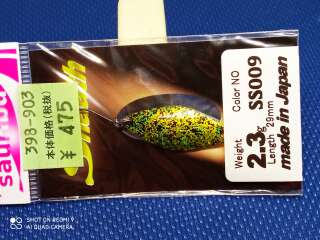 398-903
本体価格(税抜)
¥ 475
Color NO
SS009
Weight
2.3g
Length 29mm
made in Japan
SHOT ON REDMI 9
AI QUAD CAMERA